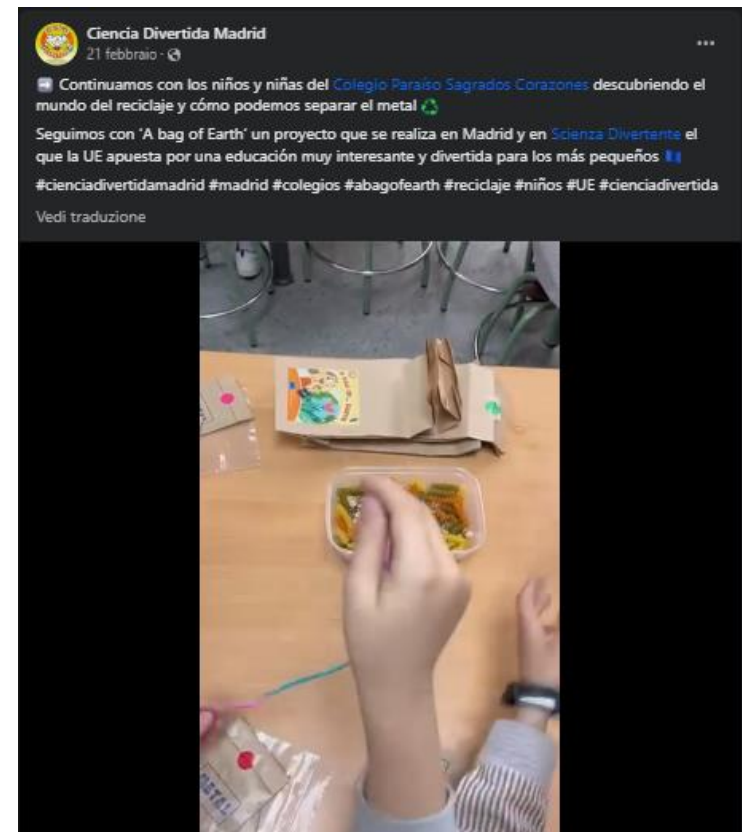 Ciencia Divertida Madrid
21 febbraio
Continuamos con los niños y niñas del Colegio Paraíso Sagrados Corazones descubriendo el
mundo del reciclaje y cómo podemos separar el metal
Seguimos con 'A bag of Earth' un proyecto que se realiza en Madrid y en Scienza Divertente el
que la UE apuesta por una educación muy interesante y divertida para los más pequeños
#cienciadivertidamadrid #madrid #colegios #abagofearth #reciclaje #niños #UE #cienciadivertida
Vedi traduzione
METAL